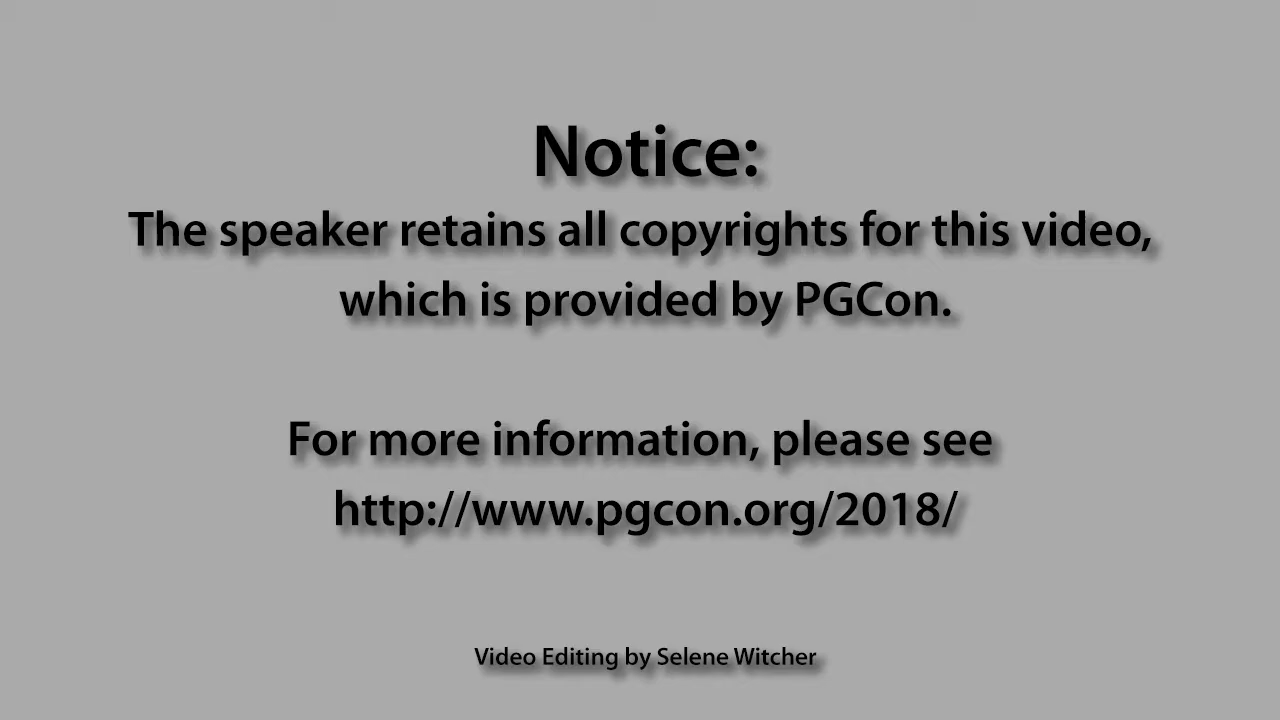 Notice:
The speaker retains all copyrights for this video,
which is provided by PGCon.
For more information, please see
http://www.pgcon.org/2018/
Video Editing by Selene Witcher